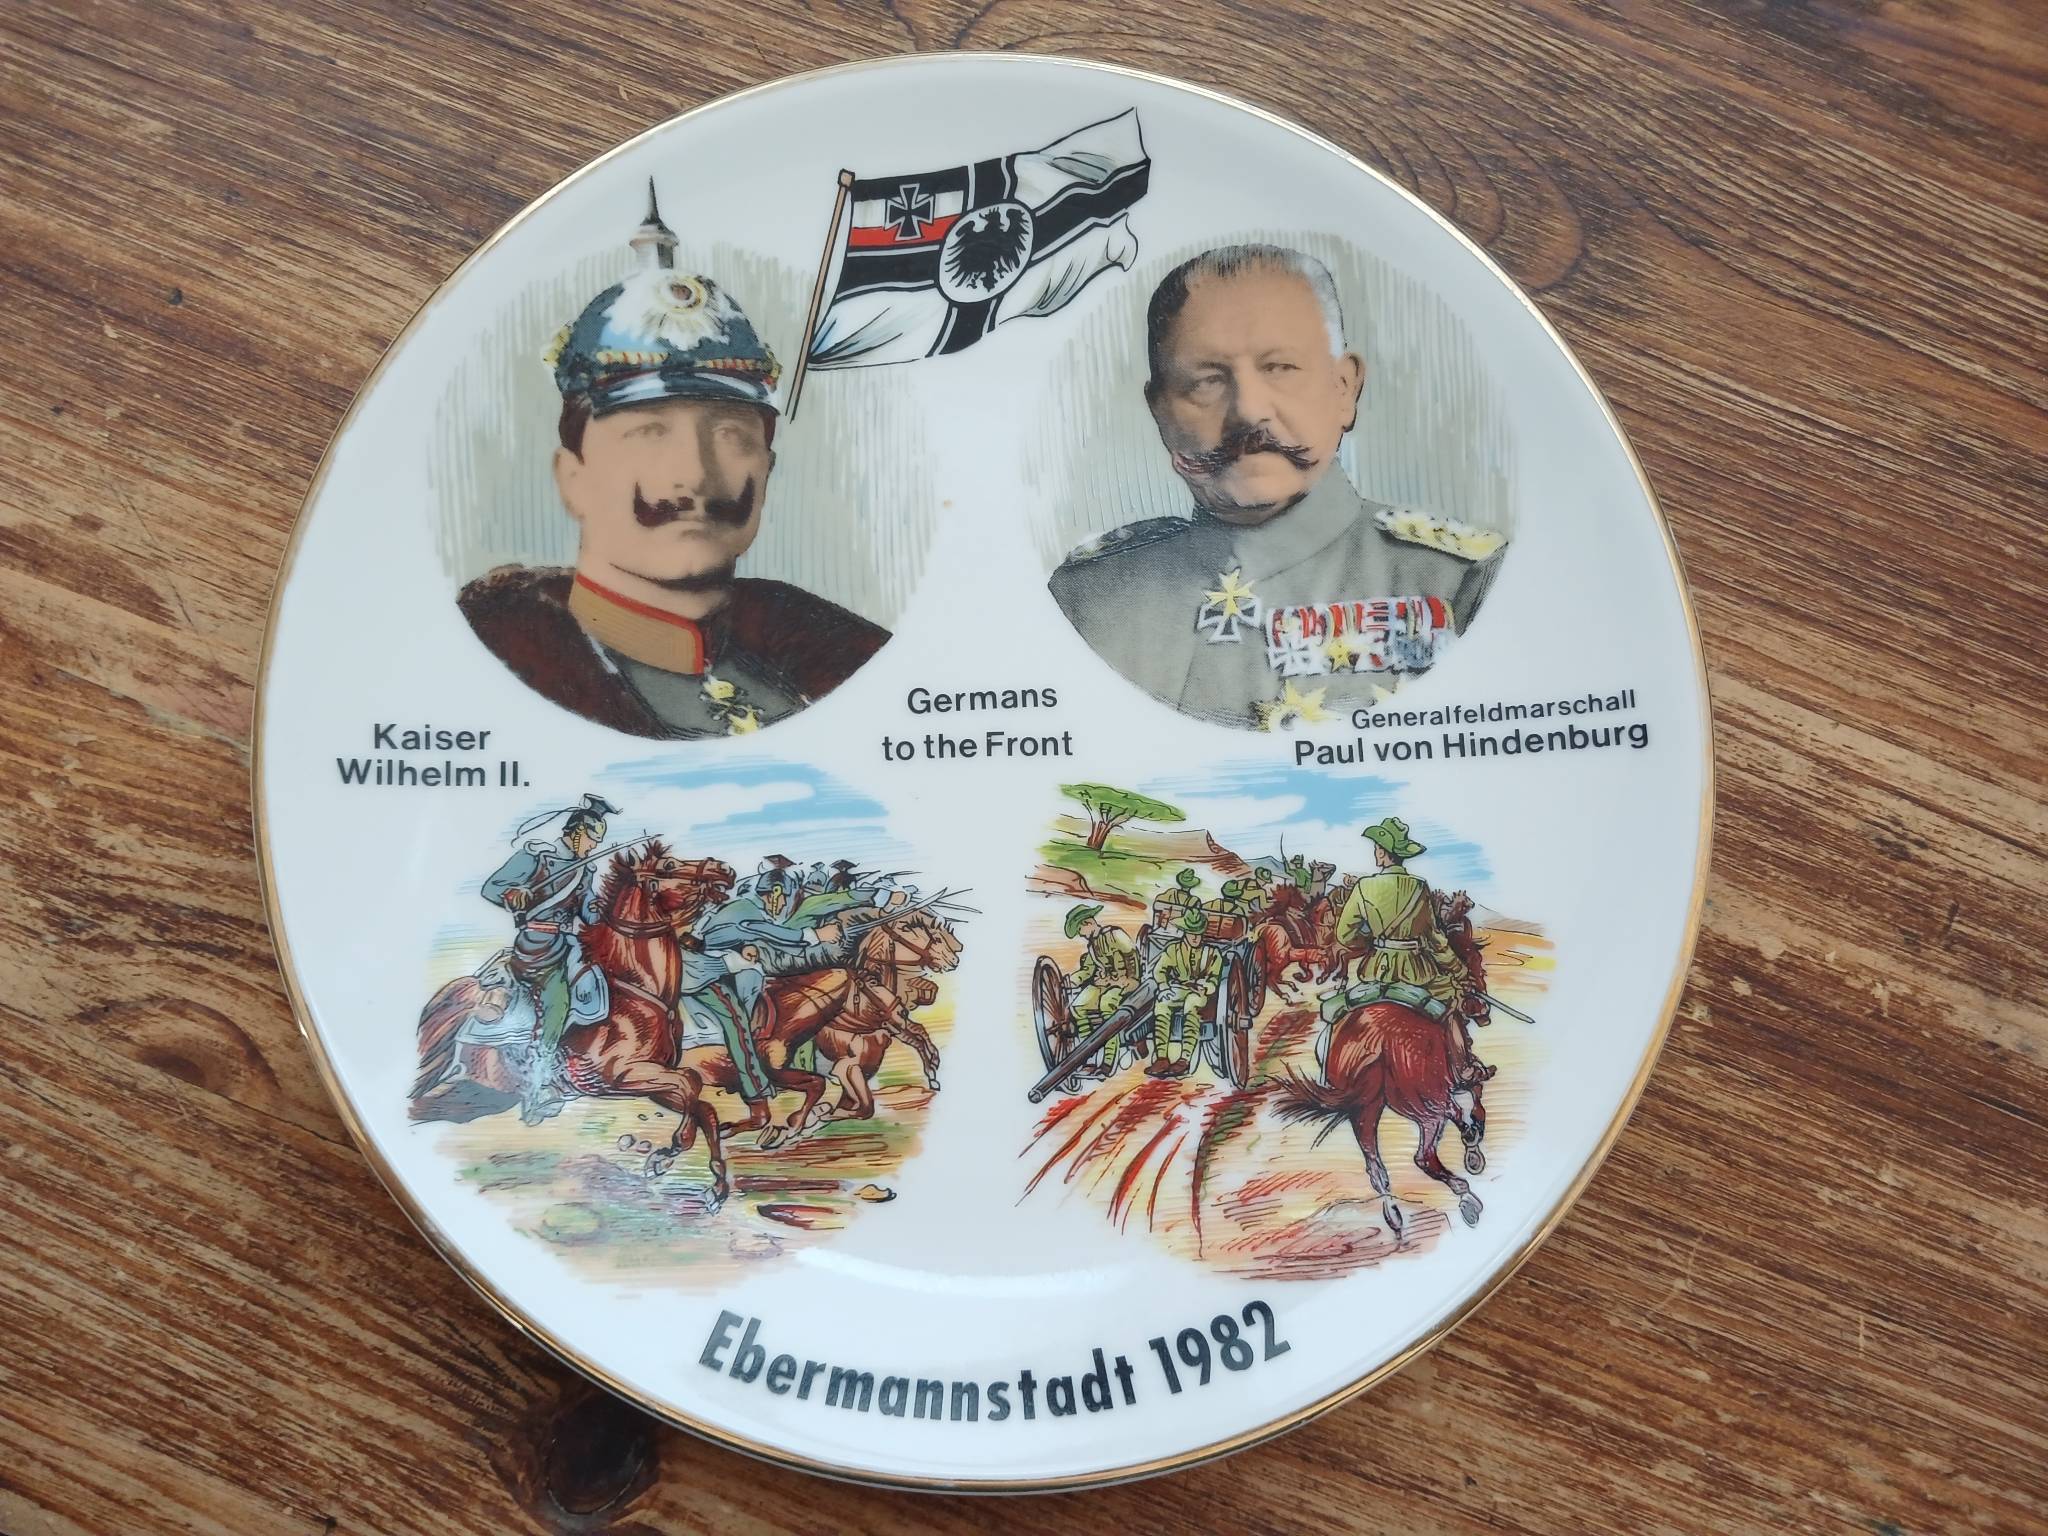 Kaiser
Wilhelm II.
Germans
to the Front
Generalfeldmarschall
Paul von Hindenburg
Ebermannstadt 1982